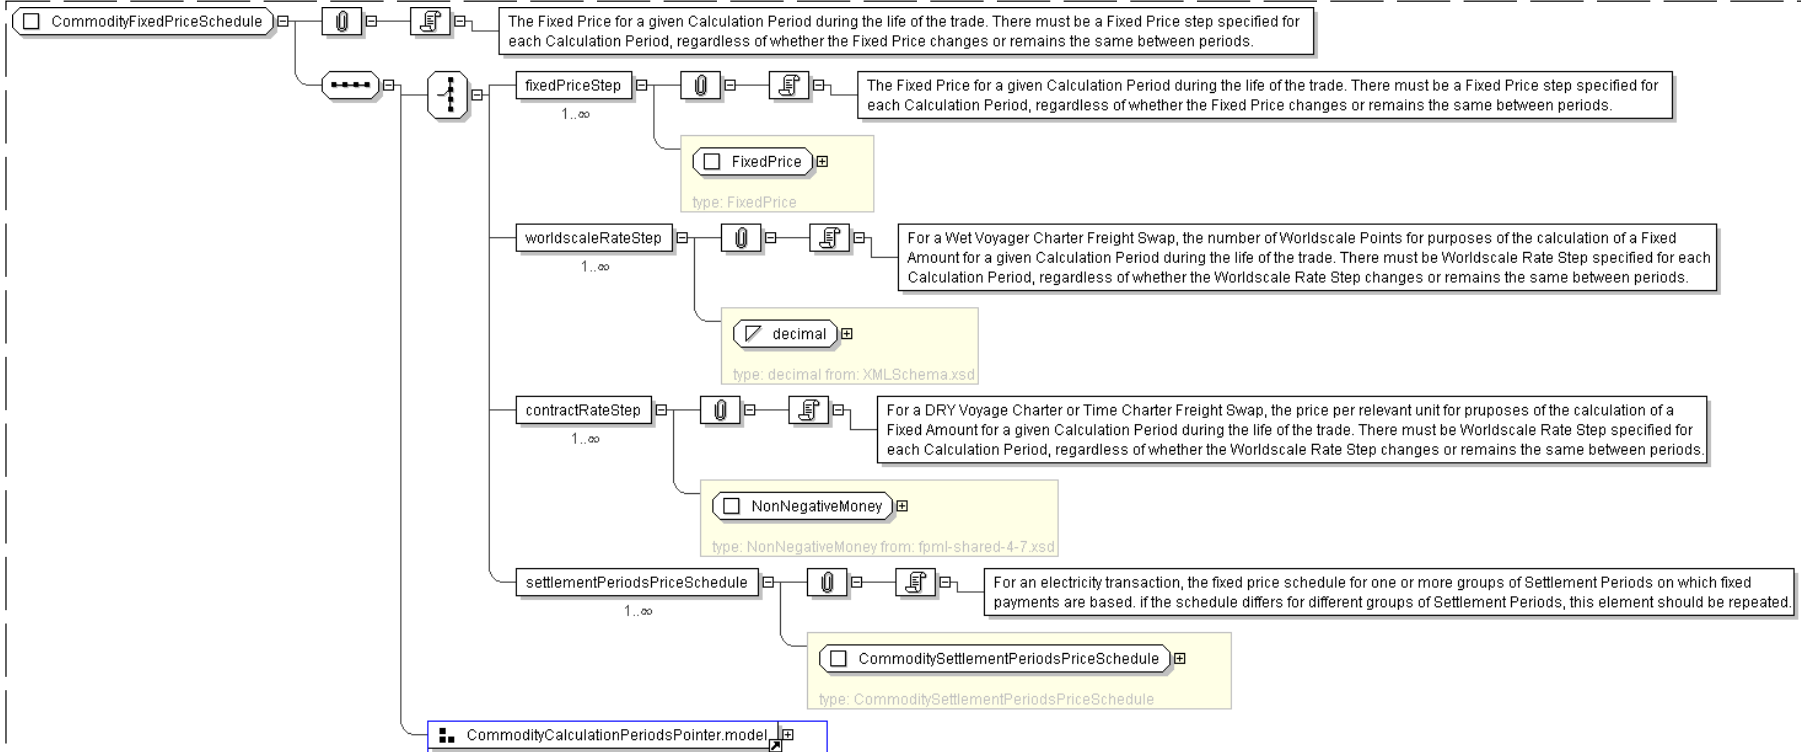 CommodityFixedPriceSchedule
The Fixed Price for a given Calculation Period during the life of the trade. There must be a Fixed Price step specified for
each Calculation Period, regardless of whether the Fixed Price changes or remains the same between periods.
fixedPriceStep
1..∞
The Fixed Price for a given Calculation Period during the life of the trade. There must be a Fixed Price step specified for
each Calculation Period, regardless of whether the Fixed Price changes or remains the same between periods.
FixedPrice
type: FixedPrice
worldscaleRateStep
1..∞
For a Wet Voyager Charter Freight Swap, the number of Worldscale Points for purposes of the calculation of a Fixed
Amount for a given Calculation Period during the life of the trade. There must be Worldscale Rate Step specified for each
Calculation Period, regardless of whether the Worldscale Rate Step changes or remains the same between periods.
decimal
type: decimal from: XMLSchema.xsd
contractRateStep
1..∞
For a DRY Voyage Charter or Time Charter Freight Swap, the price per relevant unit for pruposes of the calculation of a
Fixed Amount for a given Calculation Period during the life of the trade. There must be Worldscale Rate Step specified for
each Calculation Period, regardless of whether the Worldscale Rate Step changes or remains the same between periods.
NonNegativeMoney
type: NonNegativeMoney from: fpml-shared-4-7.xsd
settlementPeriodsPriceSchedule
1..∞
For an electricity transaction, the fixed price schedule for one or more groups of Settlement Periods on which fixed
payments are based. if the schedule differs for different groups of Settlement Periods, this element should be repeated.
CommoditySettlementPeriodsPriceSchedule
type: CommoditySettlementPeriodsPriceSchedule
CommodityCalculationPeriodsPointer.model